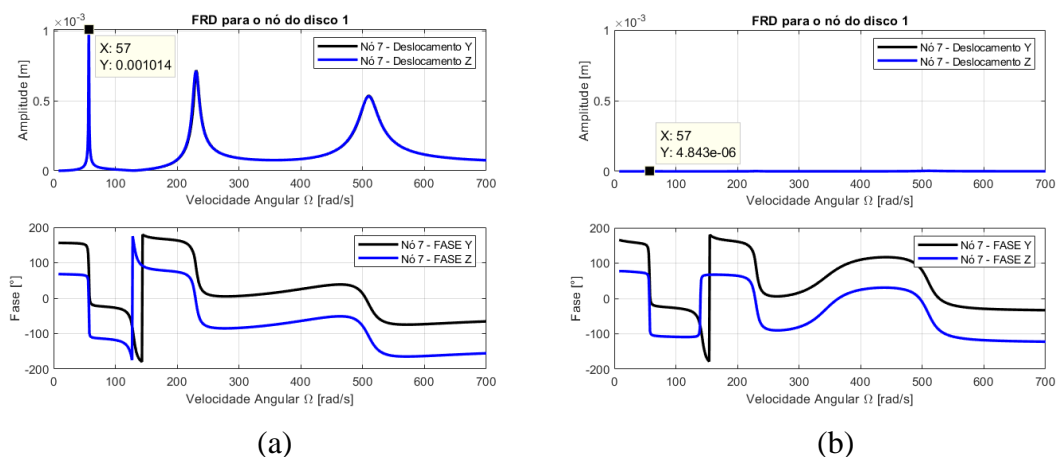 FRD para o nó do disco 1
×10⁻³
1
0.5
0
Amplitude [m]
X: 57
Y: 0.001014
Nó 7 - Deslocamento Y
Nó 7 - Deslocamento Z
0 100 200 300 400 500 600 700
Velocidade Angular Ω [rad/s]
200
100
0
-100
-200
Fase [°]
Nó 7 - FASE Y
Nó 7 - FASE Z
0 100 200 300 400 500 600 700
Velocidade Angular Ω [rad/s]
(a)
FRD para o nó do disco 1
×10⁻³
1
0.5
0
Amplitude [m]
X: 57
Y: 4.843e-06
Nó 7 - Deslocamento Y
Nó 7 - Deslocamento Z
0 100 200 300 400 500 600 700
Velocidade Angular Ω [rad/s]
200
100
0
-100
-200
Fase [°]
Nó 7 - FASE Y
Nó 7 - FASE Z
0 100 200 300 400 500 600 700
Velocidade Angular Ω [rad/s]
(b)